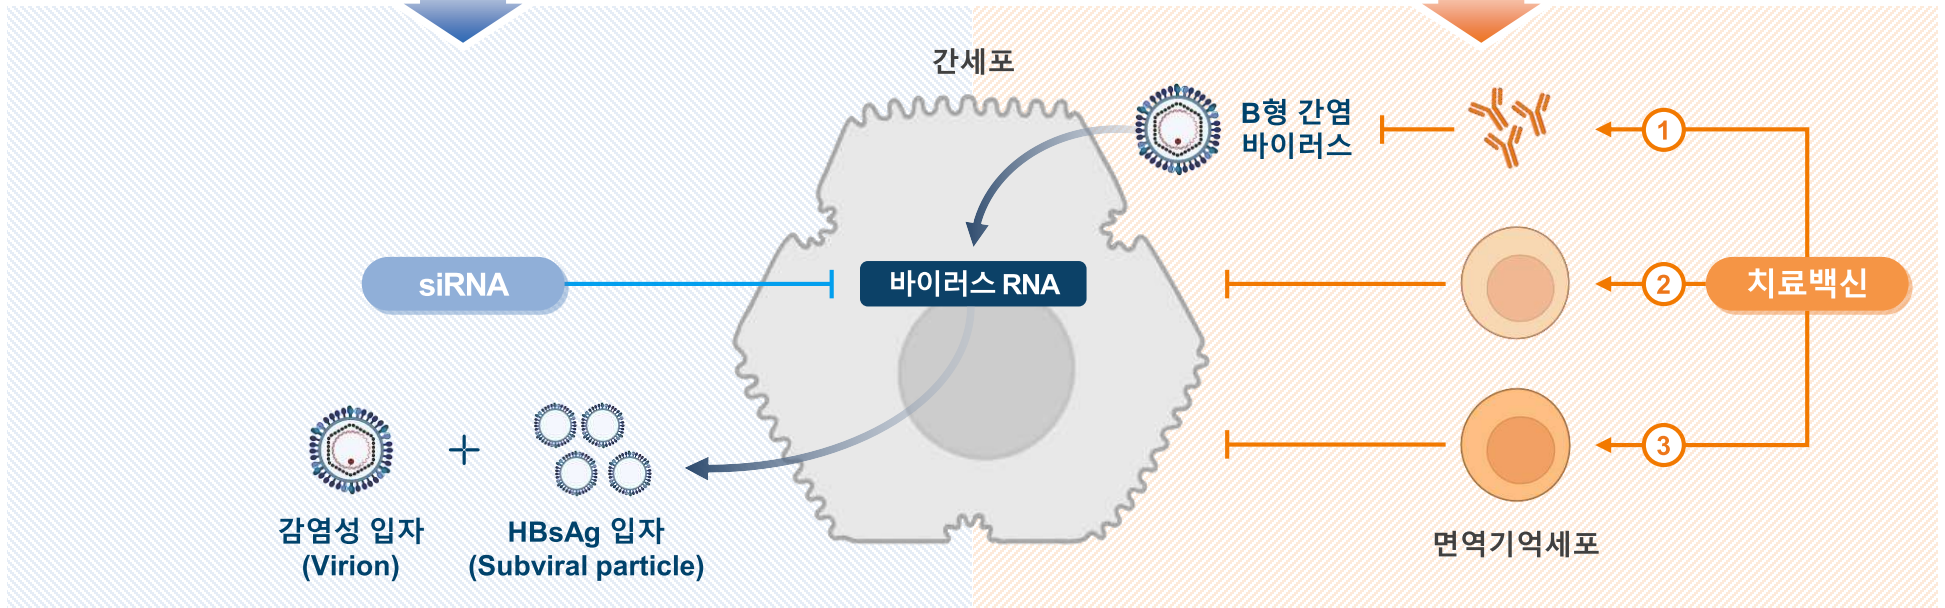 간세포
B형 간염
바이러스
1
siRNA
바이러스 RNA
2
치료백신
3
감염성 입자
(Virion)
HBsAg 입자
(Subviral particle)
면역기억세포